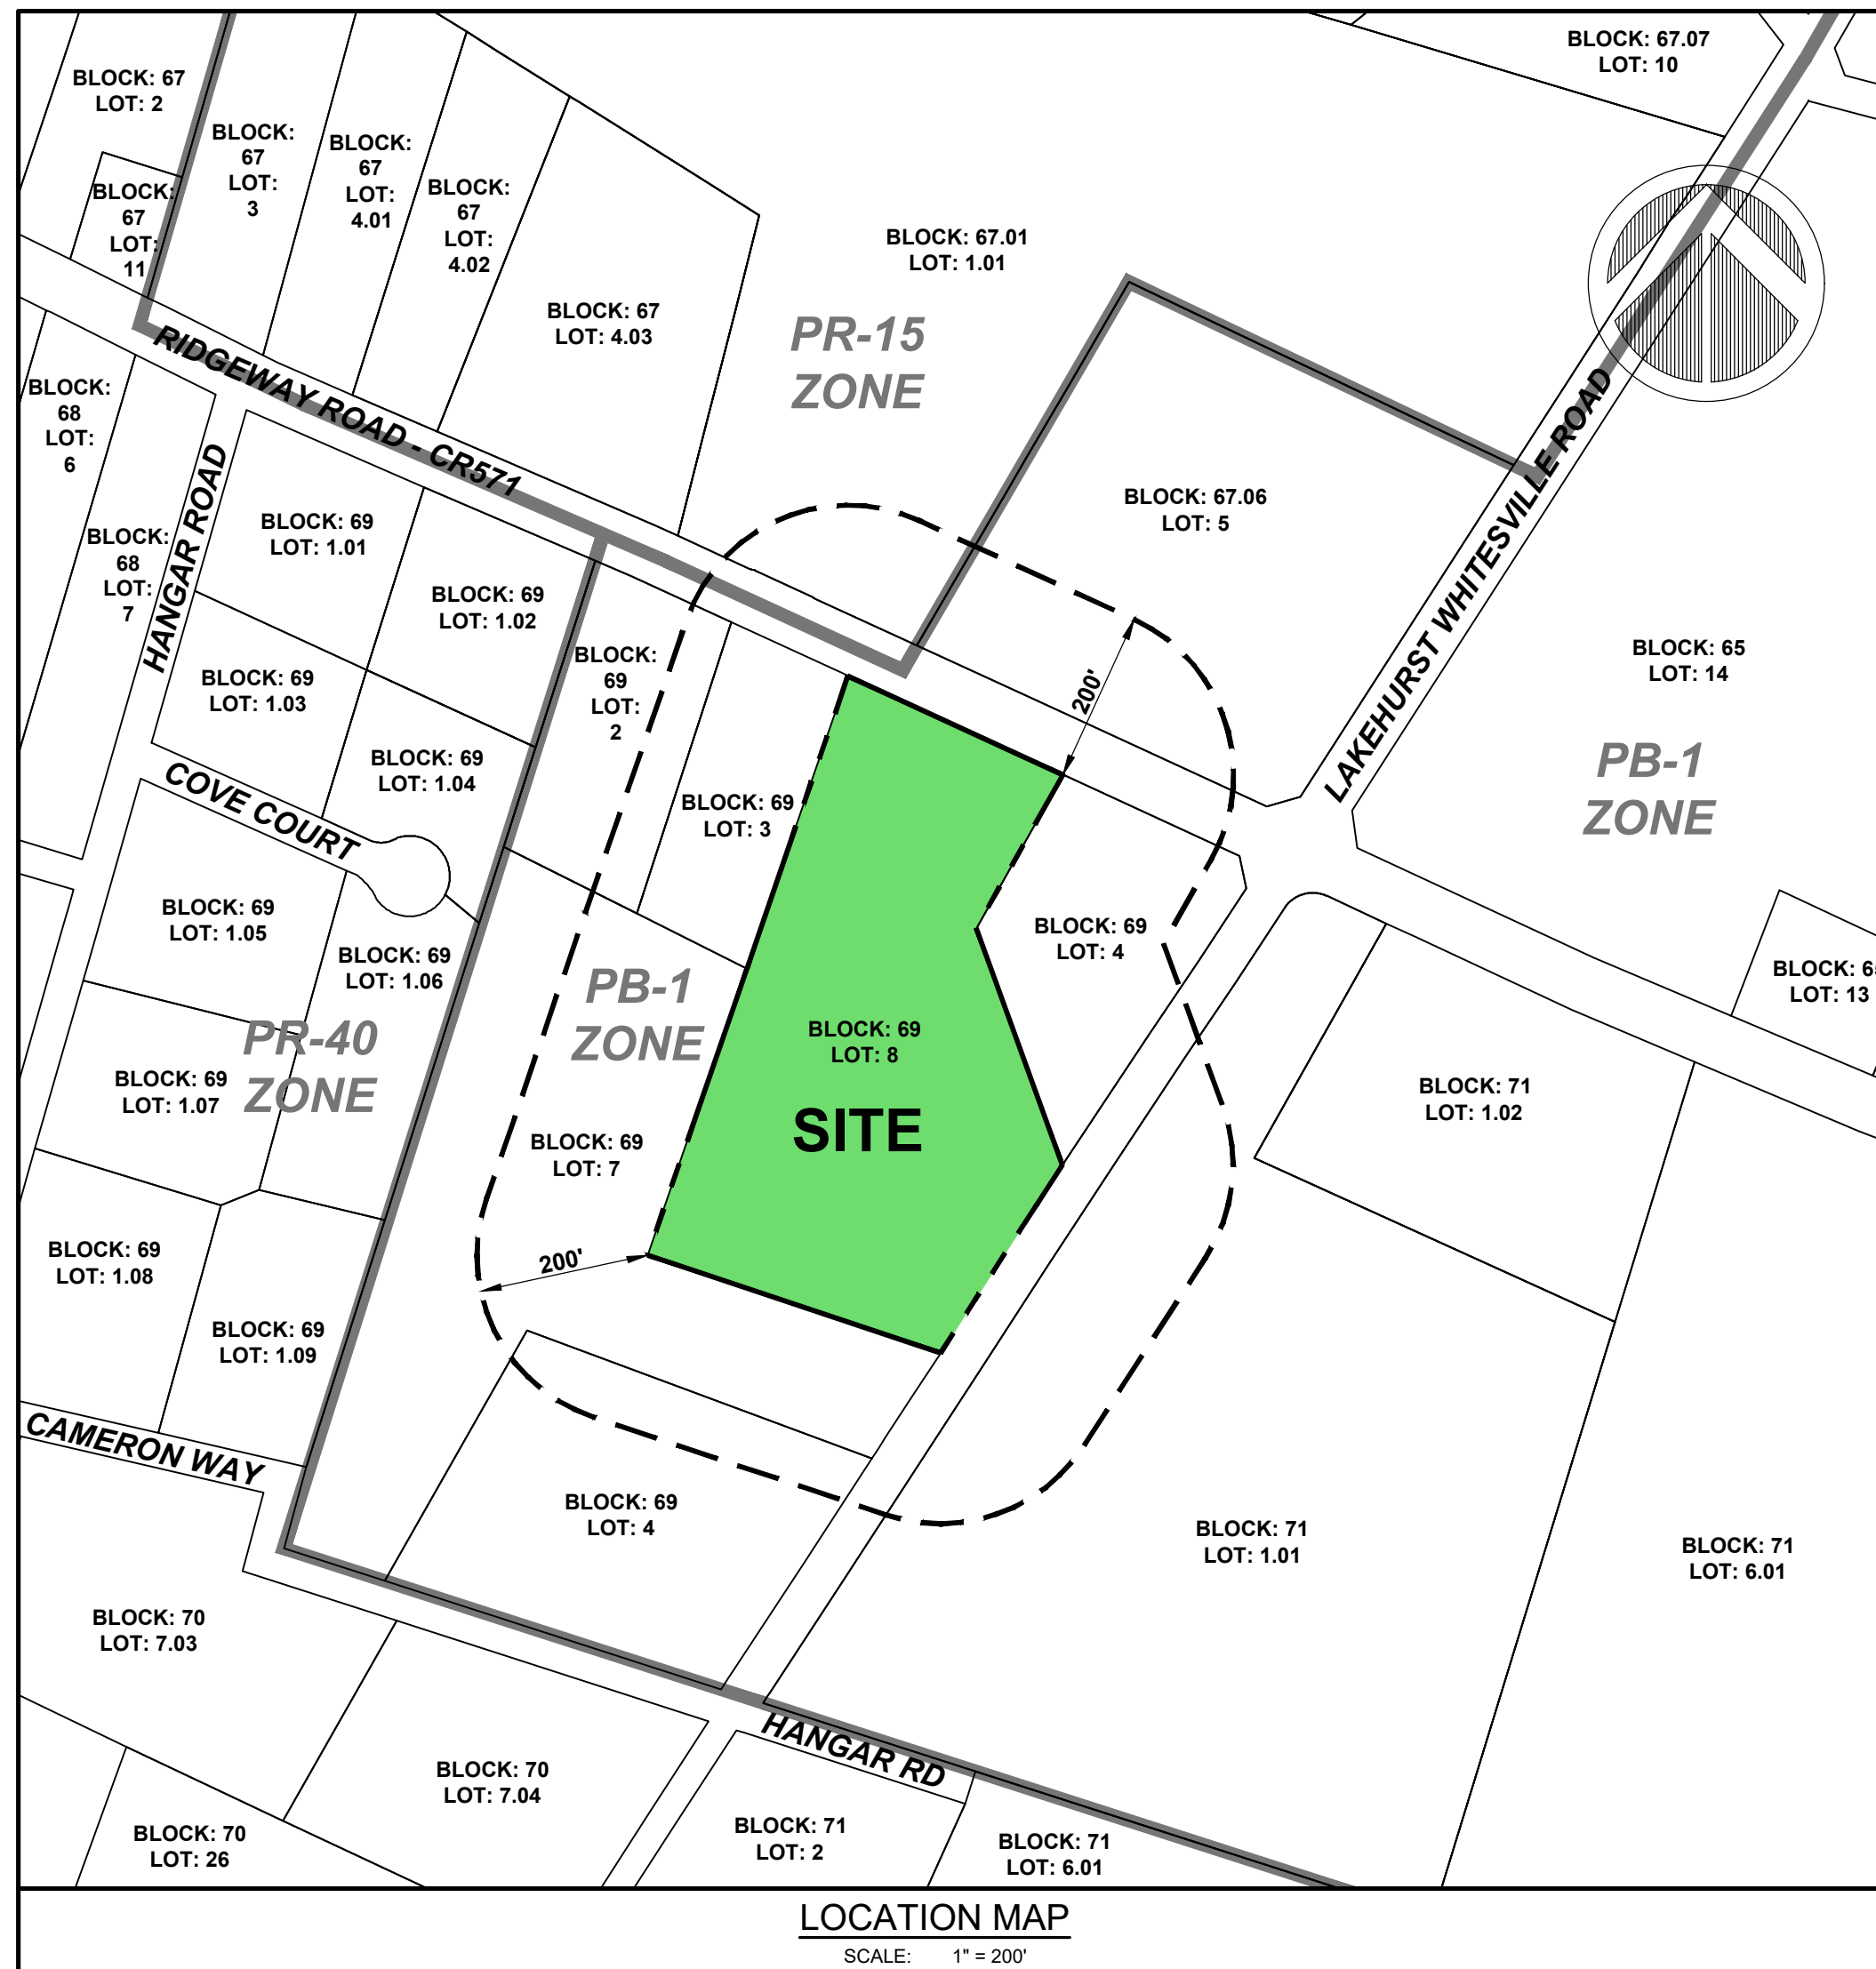 BLOCK: 67.07
LOT: 10
BLOCK: 67
LOT: 2
BLOCK:
67
LOT:
3
BLOCK:
67
LOT:
4.01
BLOCK:
67
LOT:
4.02
BLOCK:
67
LOT:
11
BLOCK: 67.01
LOT: 1.01
BLOCK: 67
LOT: 4.03
PR-15
ZONE
RIDGEWAY ROAD - CR571
BLOCK:
68
LOT:
6
BLOCK: 67.06
LOT: 5
LAKEHURST WHITESVILLE ROAD
HANGAR ROAD
BLOCK: 69
LOT: 1.01
BLOCK:
68
LOT:
7
BLOCK: 69
LOT: 1.02
BLOCK:
69
LOT:
2
BLOCK: 65
LOT: 14
BLOCK: 69
LOT: 1.03
200'
BLOCK: 69
LOT: 1.04
PB-1
ZONE
COVE COURT
BLOCK: 69
LOT: 3
BLOCK: 69
LOT: 1.05
BLOCK: 69
LOT: 4
BLOCK: 69
LOT: 1.06
PB-1
ZONE
LOT: 13
PR-40
ZONE
BLOCK: 69
LOT: 8
BLOCK: 69
LOT: 1.07
BLOCK: 71
LOT: 1.02
SITE
BLOCK: 69
LOT: 7
BLOCK: 69
LOT: 1.08
200'
BLOCK: 69
LOT: 1.09
CAMERON WAY
BLOCK: 69
LOT: 4
BLOCK: 71
LOT: 1.01
BLOCK: 71
LOT: 6.01
BLOCK: 70
LOT: 7.03
HANGAR RD
BLOCK: 70
LOT: 7.04
BLOCK: 70
LOT: 26
BLOCK: 71
LOT: 2
BLOCK: 71
LOT: 6.01
LOCATION MAP
SCALE: 1" = 200'